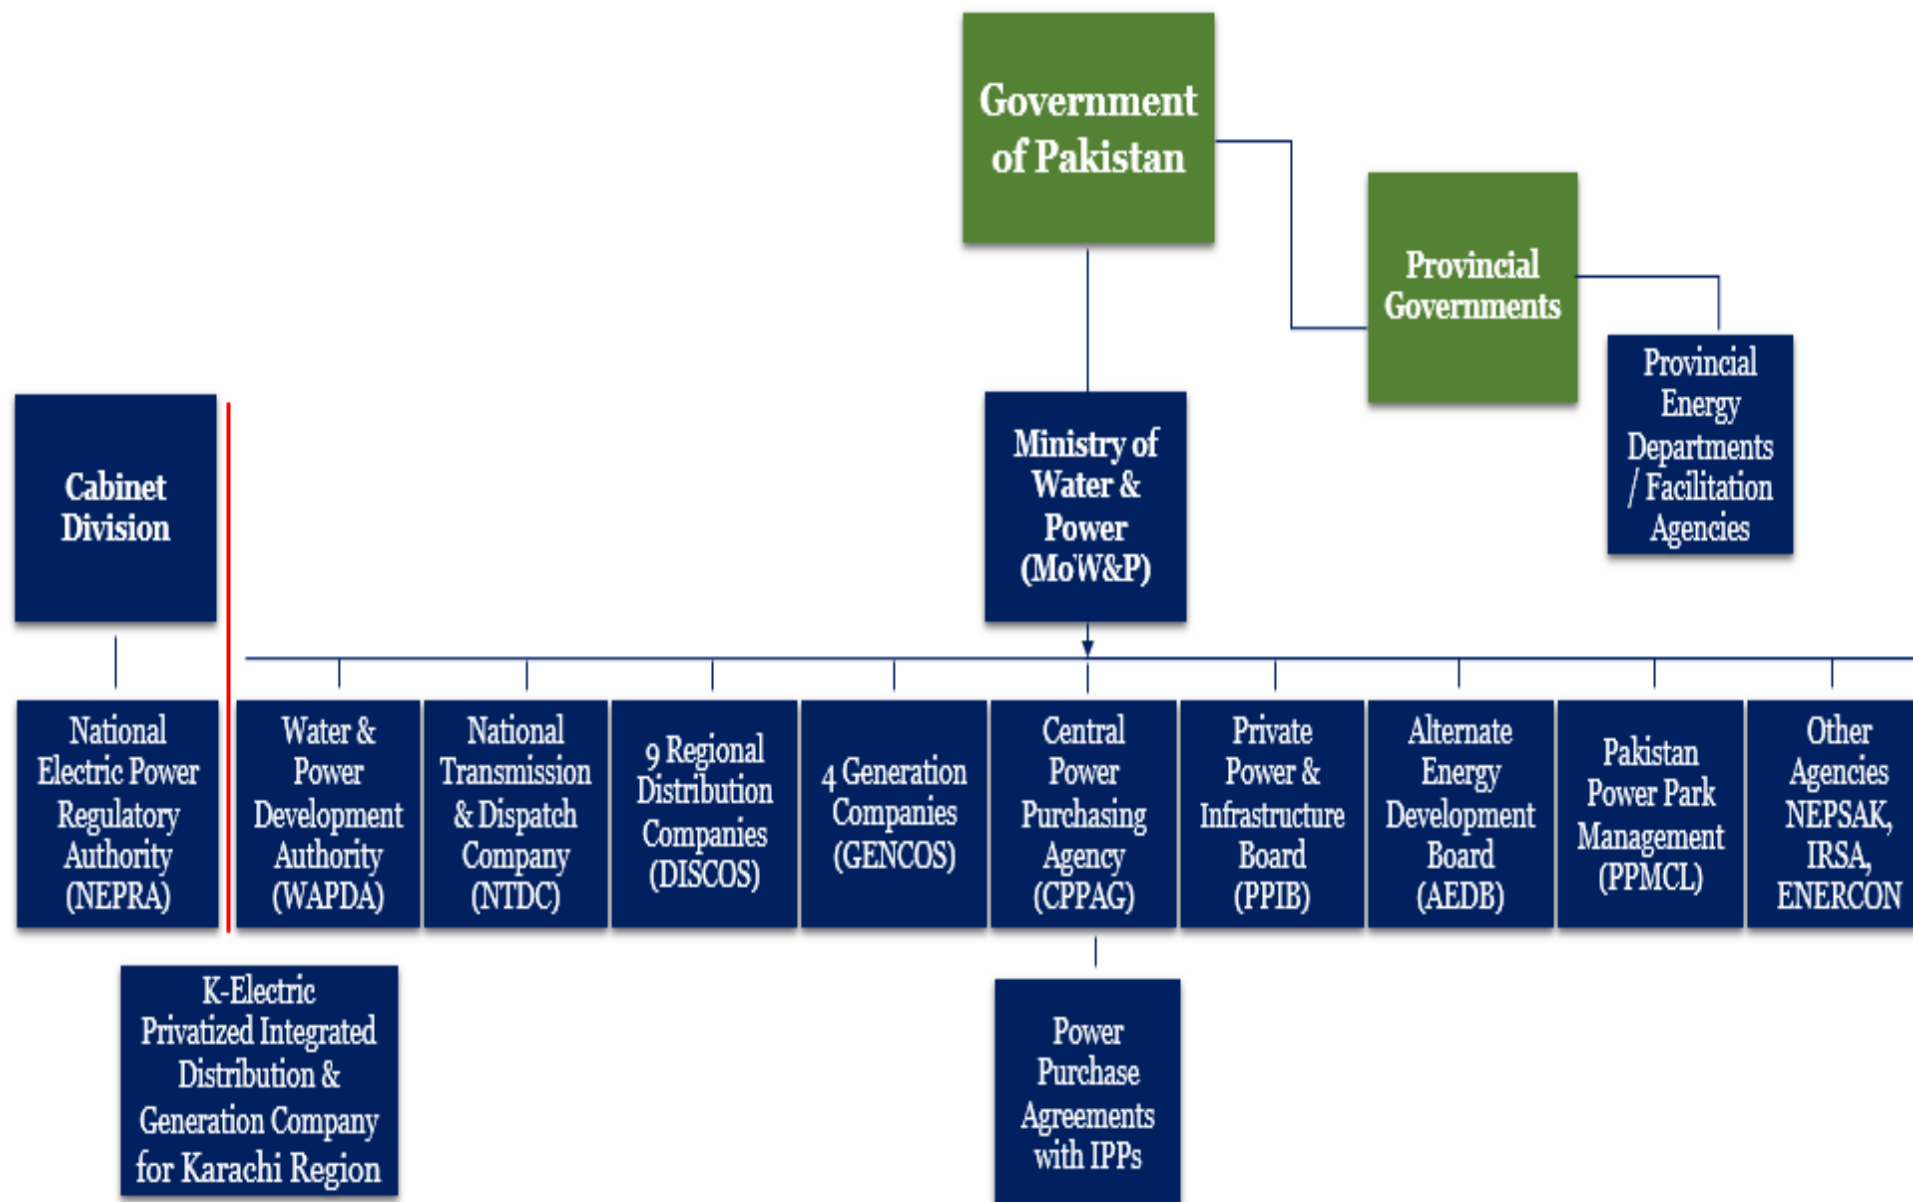 Government
of Pakistan
Provincial
Governments
Provincial
Energy
Departments
/ Facilitation
Agencies
Cabinet
Division
Ministry of
Water &
Power
(MoW&P)
National
Electric Power
Regulatory
Authority
(NEPRA)
Water &
Power
Development
Authority
(WAPDA)
National
Transmission
& Dispatch
Company
(NTDC)
9 Regional
Distribution
Companies
(DISCOS)
4 Generation
Companies
(GENCOS)
Central
Power
Purchasing
Agency
(CPPAG)
Private
Power &
Infrastructure
Board
(PPIB)
Alternate
Energy
Development
Board
(AEDB)
Pakistan
Power Park
Management
(PPMCL)
Other
Agencies
NEPSAK,
IRSA,
ENERCON
K-Electric
Privatized Integrated
Distribution &
Generation Company
for Karachi Region
Power
Purchase
Agreements
with IPPs